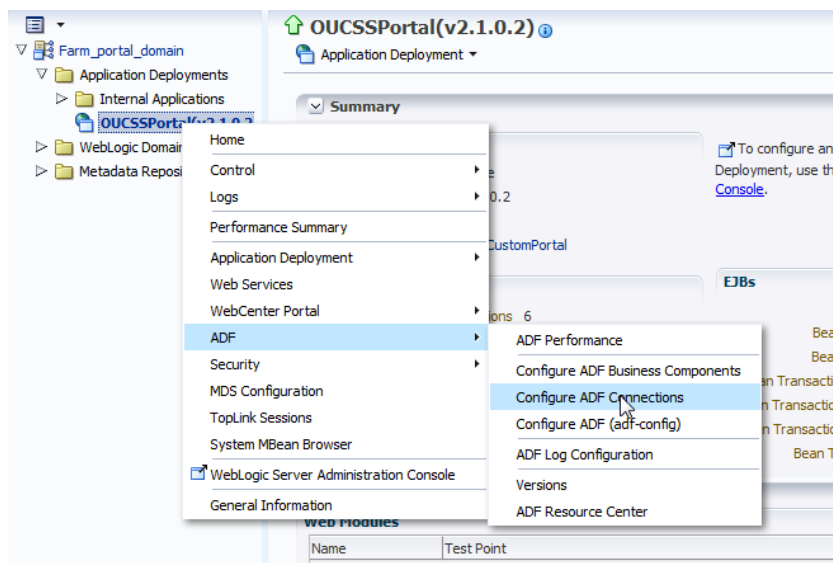 OUCSSPortal(v2.1.0.2)
Farm_portal_domain
Application Deployment
Application Deployments
Internal Applications
Summary
OUCSSPortal(v2.1.0.2
WebLogic Domain
Metadata Reposi
Home
Control
Logs
Performance Summary
Application Deployment
Web Services
WebCenter Portal
ADF
Security
MDS Configuration
TopLink Sessions
System MBean Browser
WebLogic Server Administration Console
General Information
To configure an
Deployment, use th
Console.
0.2
CustomPortal
EJBs
ions 6
ADF Performance
Configure ADF Business Components
Configure ADF Connections
Configure ADF (adf-config)
ADF Log Configuration
Versions
ADF Resource Center
Bea
Bea
an Transacti
n Transactio
n Transactio
Bean T
Web Modules
Name Test Point